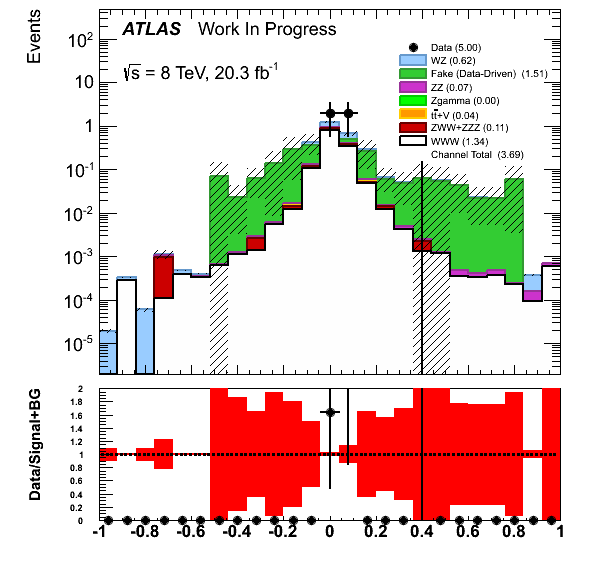 ATLAS Work In Progress
√s = 8 TeV, 20.3 fb⁻¹
Events
10²
10
1
10⁻¹
10⁻²
10⁻³
10⁻⁴
10⁻⁵
Data (5.00)
WZ (0.62)
Fake (Data-Driven) (1.51)
ZZ (0.07)
Zgamma (0.00)
tt̄+V (0.04)
ZWW+ZZZ (0.11)
WWW (1.34)
Channel Total (3.69)
Data/Signal+BG
2
1.8
1.6
1.4
1.2
1
0.8
0.6
0.4
0.2
0
-1 -0.8 -0.6 -0.4 -0.2 0 0.2 0.4 0.6 0.8 1